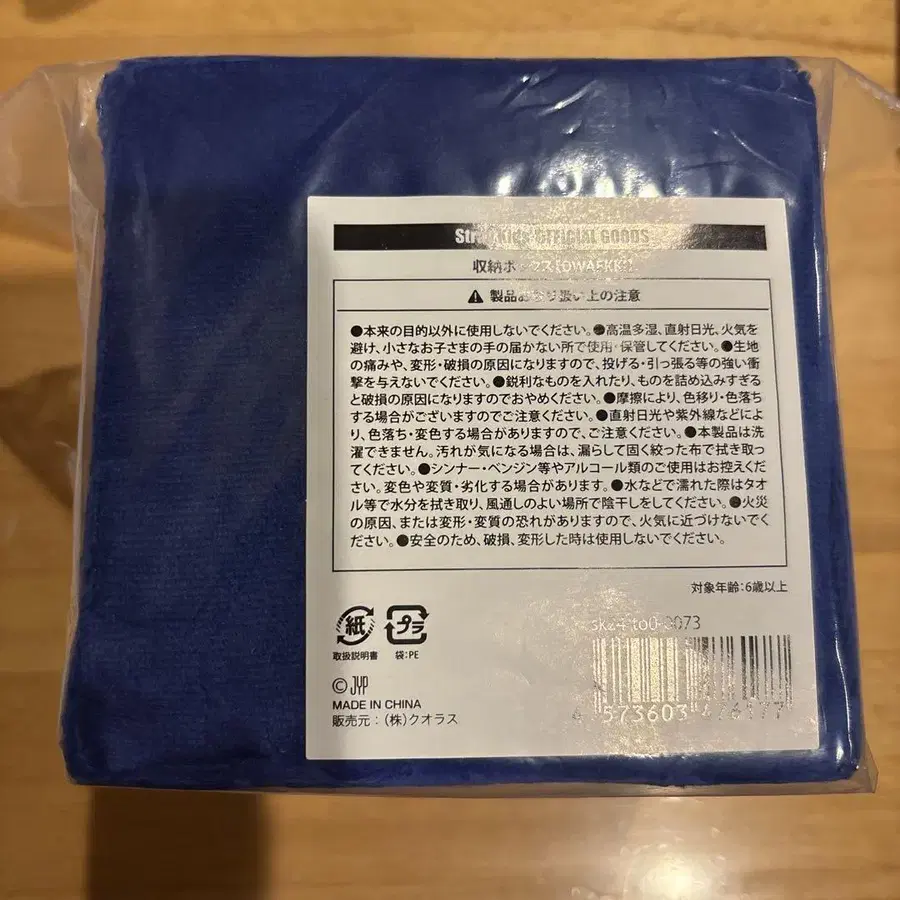 Stray Kids OFFICIAL GOODS
収納ボックス【DWAEKKI】
製品お取り扱い上の注意
●本来の目的以外に使用しないでください。●高温多湿、直射日光、火気を
避け、小さなお子さまの手の届かない所で使用・保管してください。●生地
の痛みや、変形・破損の原因になりますので、投げる・引っ張る等の強い衝
撃を与えないでください。●鋭利なものを入れたり、ものを詰め込みすぎる
と破損の原因になりますのでおやめください。●摩擦により、色移り・色落ち
する場合がございますのでご注意ください。●直射日光や紫外線などによ
り、色落ち・変色する場合がありますので、ご注意ください。●本製品は洗
濯できません。汚れが気になる場合は、濡らして固く絞った布で拭き取っ
てください。●シンナー・ベンジン等やアルコール類のご使用はお控えくだ
さい。変色や変質・劣化する場合があります。●水などで濡れた際はタオ
ル等で水分を拭き取り、風通しのよい場所で陰干しをしてください。●火災
の原因、または変形・変質の恐れがありますので、火気に近づけないでく
ださい。●安全のため、破損、変形した時は使用しないでください。
対象年齢:6歳以上
紙
プラ
取扱説明書
袋:PE
©JYP
MADE IN CHINA
販売元:(株)クオラス
4 573603 476177